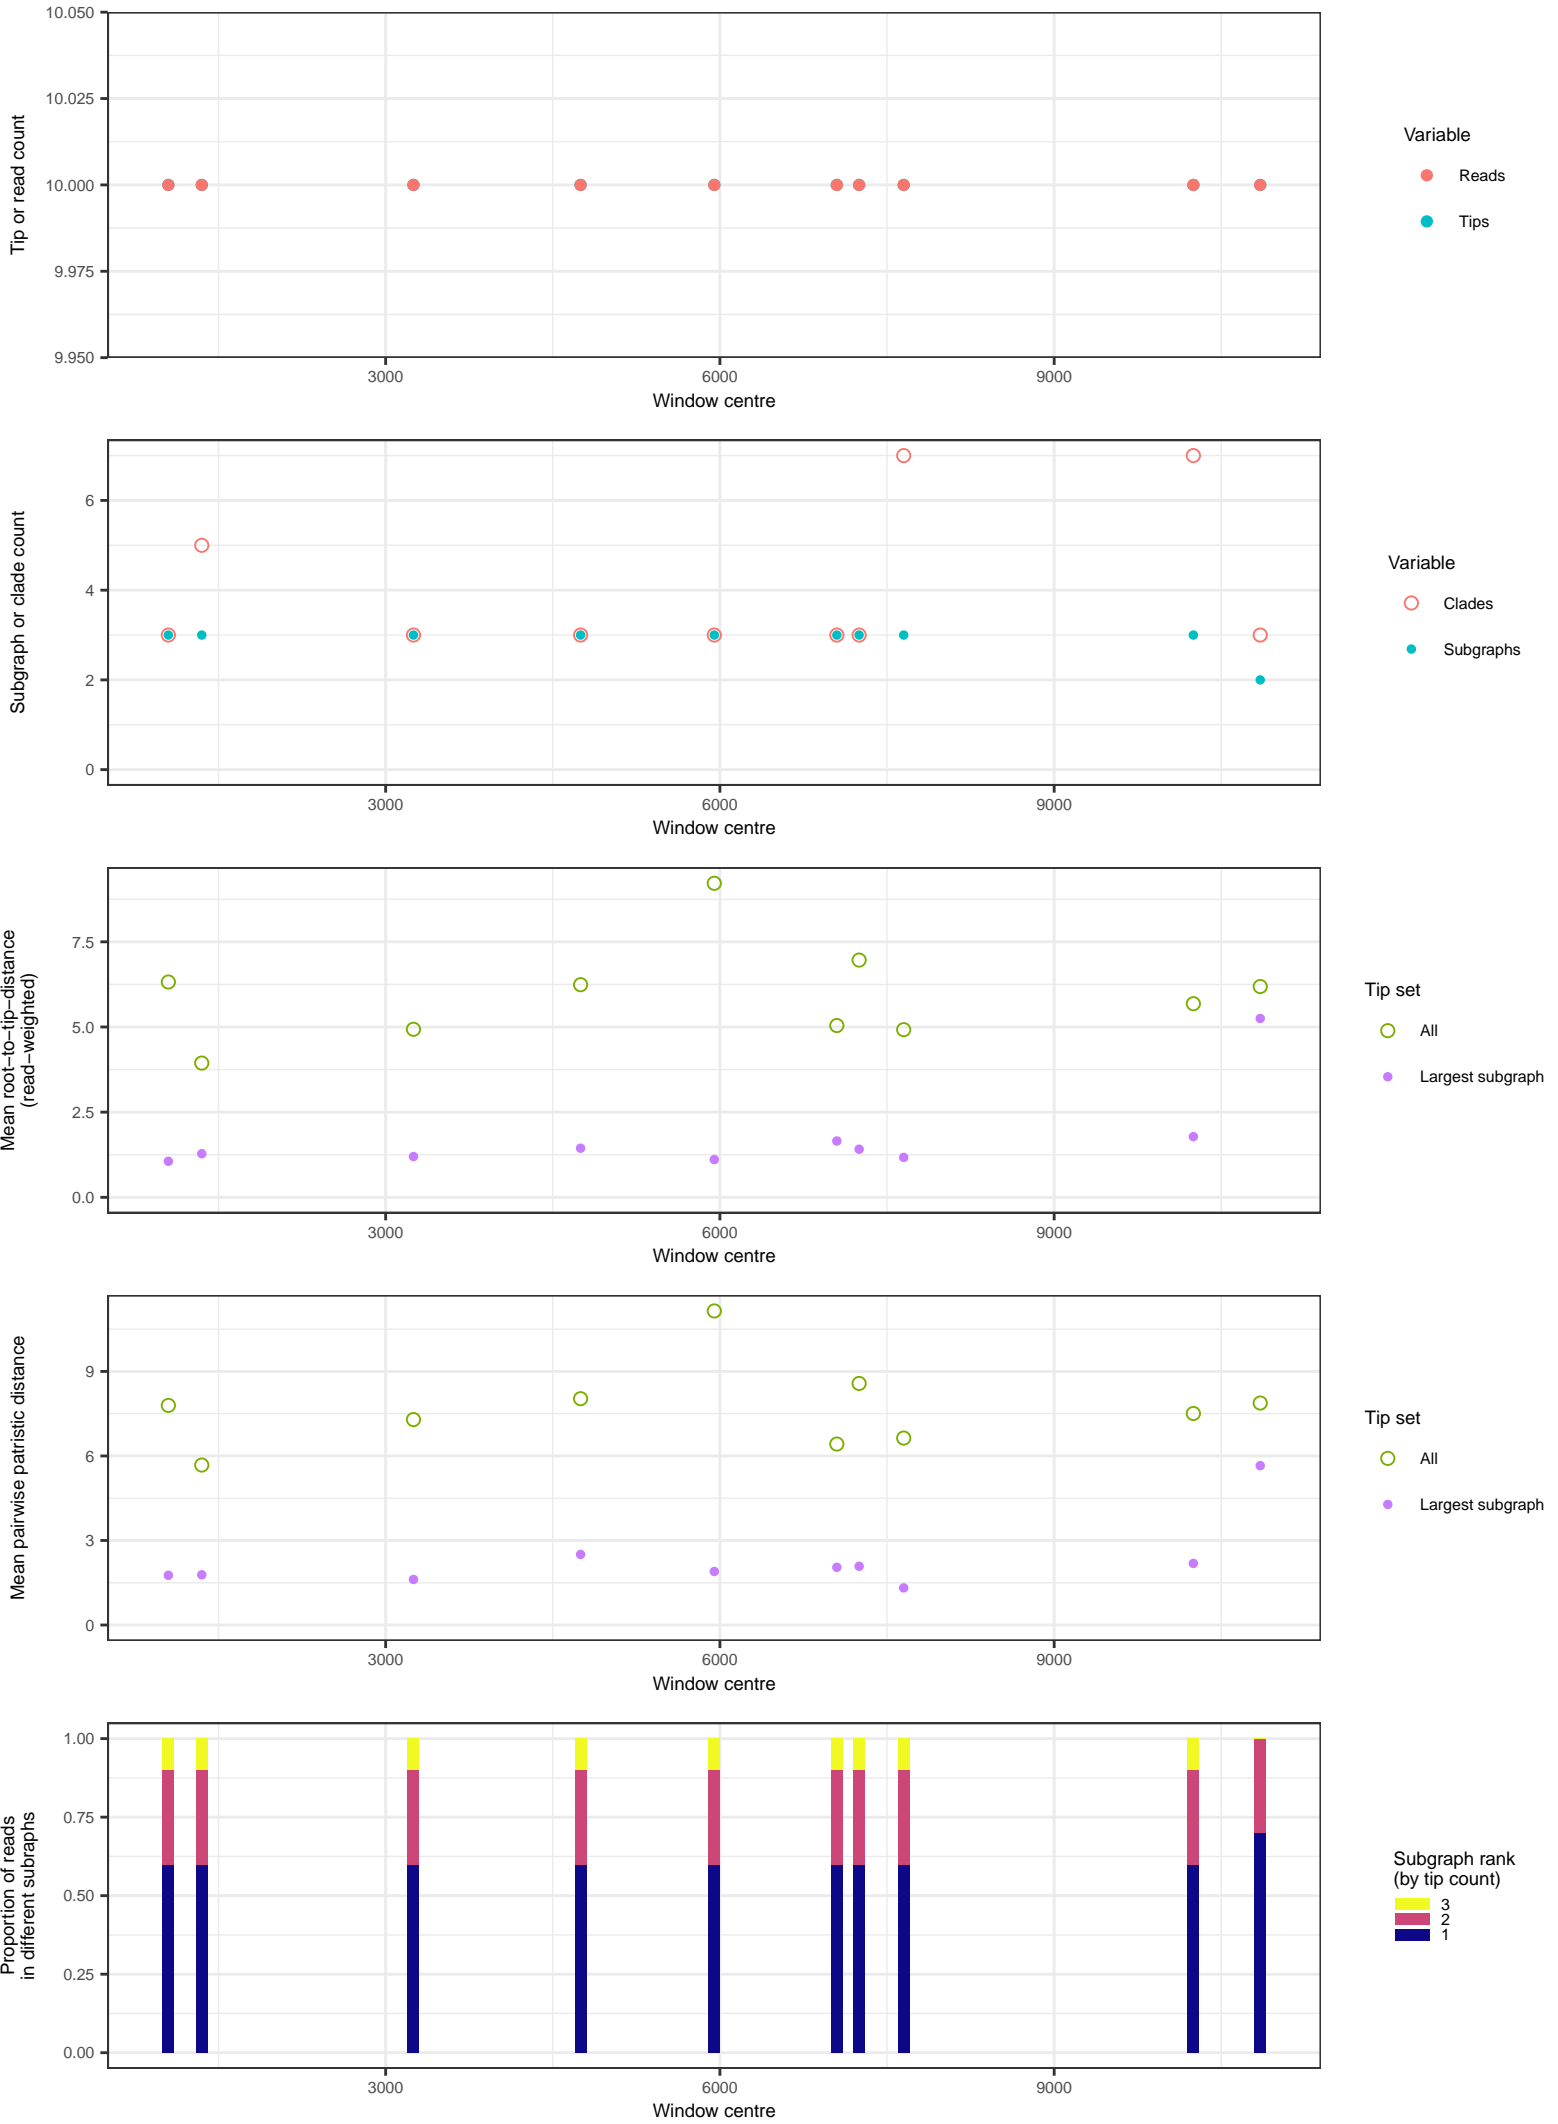 10.050
10.025
10.000
9.975
9.950
Tip or read count
3000 6000 9000
Window centre
Variable
Reads
Tips
6
4
2
0
Subgraph or clade count
3000 6000 9000
Window centre
Variable
Clades
Subgraphs
7.5
5.0
2.5
0.0
Mean root−to−tip−distance
(read−weighted)
3000 6000 9000
Window centre
Tip set
All
Largest subgraph
9
6
3
0
Mean pairwise patristic distance
3000 6000 9000
Window centre
Tip set
All
Largest subgraph
1.00
0.75
0.50
0.25
0.00
Proportion of reads
in different subraphs
3000 6000 9000
Window centre
Subgraph rank
(by tip count)
3
2
1